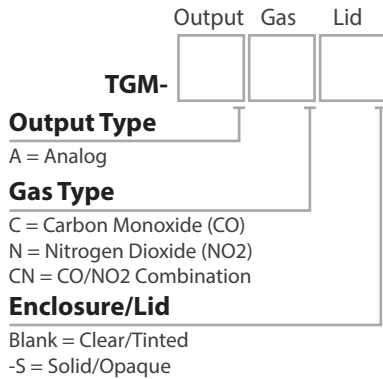 Output Gas Lid
TGM-
Output Type
A = Analog
Gas Type
C = Carbon Monoxide (CO)
N = Nitrogen Dioxide (NO2)
CN = CO/NO2 Combination
Enclosure/Lid
Blank = Clear/Tinted
-S = Solid/Opaque